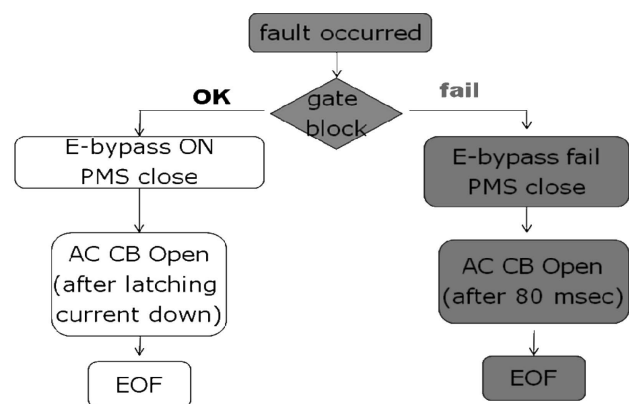 fault occurred
OK
gate
block
fail
E-bypass ON
PMS close
E-bypass fail
PMS close
AC CB Open
(after latching
current down)
AC CB Open
(after 80 msec)
EOF
EOF